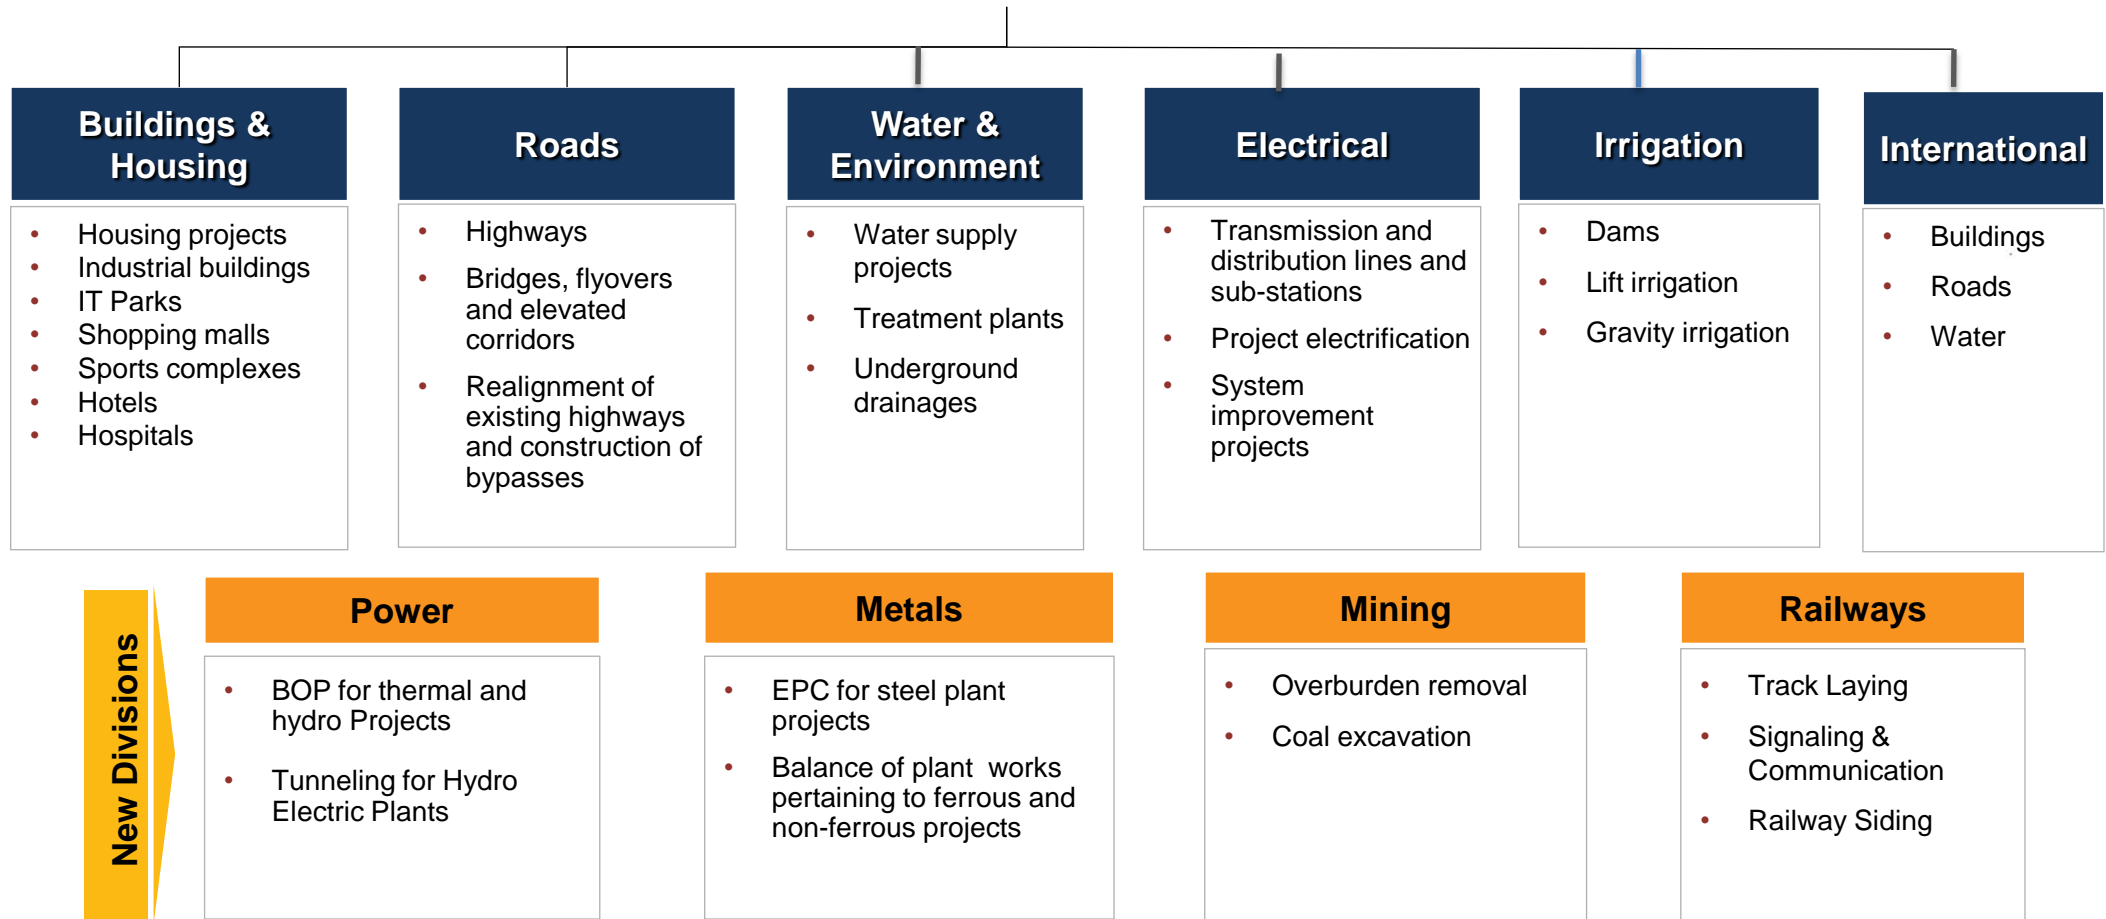 Buildings &
Housing
Housing projects
Industrial buildings
IT Parks
Shopping malls
Sports complexes
Hotels
Hospitals
Roads
Highways
Bridges, flyovers
and elevated
corridors
Realignment of
existing highways
and construction of
bypasses
Water &
Environment
Water supply
projects
Treatment plants
Underground
drainages
Electrical
Transmission and
distribution lines and
sub-stations
Project electrification
System
improvement
projects
Irrigation
Dams
Lift irrigation
Gravity irrigation
International
Buildings
Roads
Water
New Divisions
Power
BOP for thermal and
hydro Projects
Tunneling for Hydro
Electric Plants
Metals
EPC for steel plant
projects
Balance of plant works
pertaining to ferrous and
non-ferrous projects
Mining
Overburden removal
Coal excavation
Railways
Track Laying
Signaling &
Communication
Railway Siding